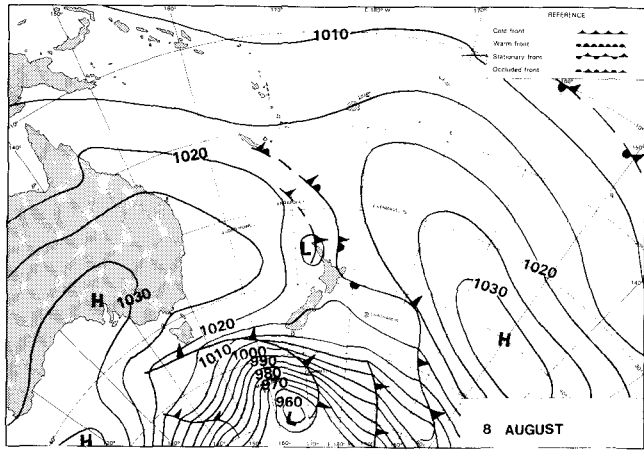 REFERENCE
Cold front
Warm front
Stationary front
Occluded front
1010
1020
1020
1030
1030
1020
1010
1000
990
980
970
960
H
H
H
L
L
8 AUGUST